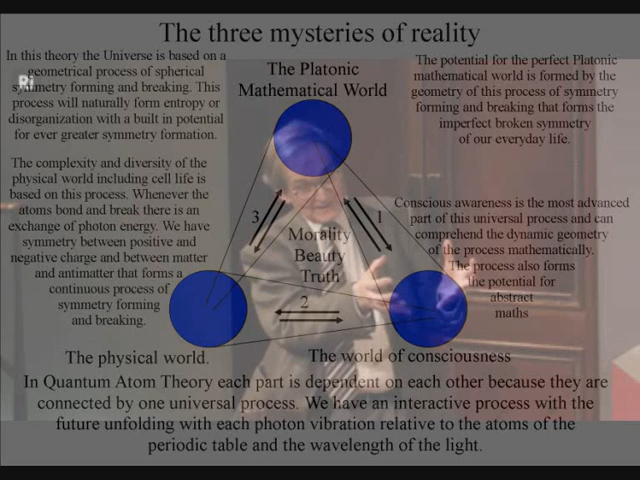 The three mysteries of reality
In this theory the Universe is based on a
geometrical process of spherical
symmetry forming and breaking. This
process will naturally form entropy or
disorganization with a built in potential
for ever greater symmetry formation.
Ri
The Platonic
Mathematical World
The potential for the perfect Platonic
mathematical world is formed by the
geometry of this process of symmetry
forming and breaking that forms the
imperfect broken symmetry
of our everyday life.
The complexity and diversity of the
physical world including cell life is
based on this process. Whenever the
atoms bond and break there is an
exchange of photon energy. We have
symmetry between positive and
negative charge and between matter
and antimatter that forms a
continuous process of
symmetry forming
and breaking.
3
1
Morality
Beauty
Truth
2
Conscious awareness is the most advanced
part of this universal process and can
comprehend the dynamic geometry
of the process mathematically.
The process also forms
the potential for
abstract
maths
The physical world.
The world of consciousness
In Quantum Atom Theory each part is dependent on each other because they are
connected by one universal process. We have an interactive process with the
future unfolding with each photon vibration relative to the atoms of the
periodic table and the wavelength of the light.